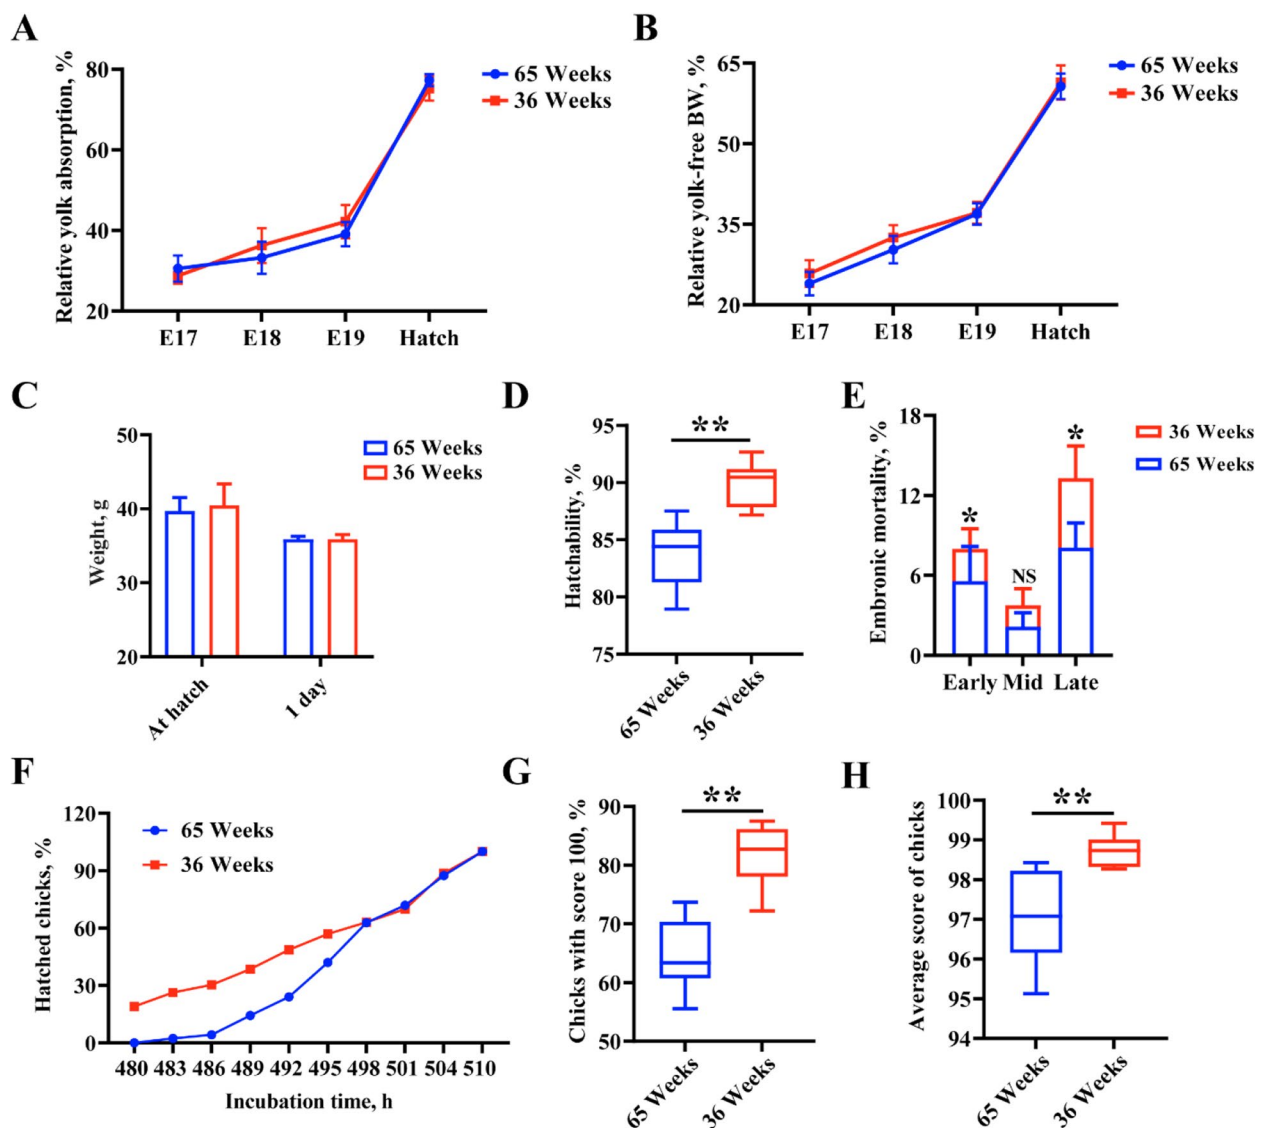 A
Relative yolk absorption, %
80
60
40
20
E17 E18 E19 Hatch
65 Weeks
36 Weeks
B
Relative yolk-free BW, %
65
50
35
20
E17 E18 E19 Hatch
65 Weeks
36 Weeks
C
Weight, g
50
40
30
20
At hatch 1 day
65 Weeks
36 Weeks
D
Hatchability, %
95
90
85
80
75
**
65 Weeks 36 Weeks
E
Embronic mortality, %
18
12
6
0
*
NS
*
Early Mid Late
36 Weeks
65 Weeks
F
Hatched chicks, %
120
90
60
30
0
65 Weeks
36 Weeks
480 483 486 489 492 495 498 501 504 510
Incubation time, h
G
Chicks with score 100, %
90
80
70
60
50
**
65 Weeks 36 Weeks
H
Average score of chicks
100
99
98
97
96
95
94
**
65 Weeks 36 Weeks